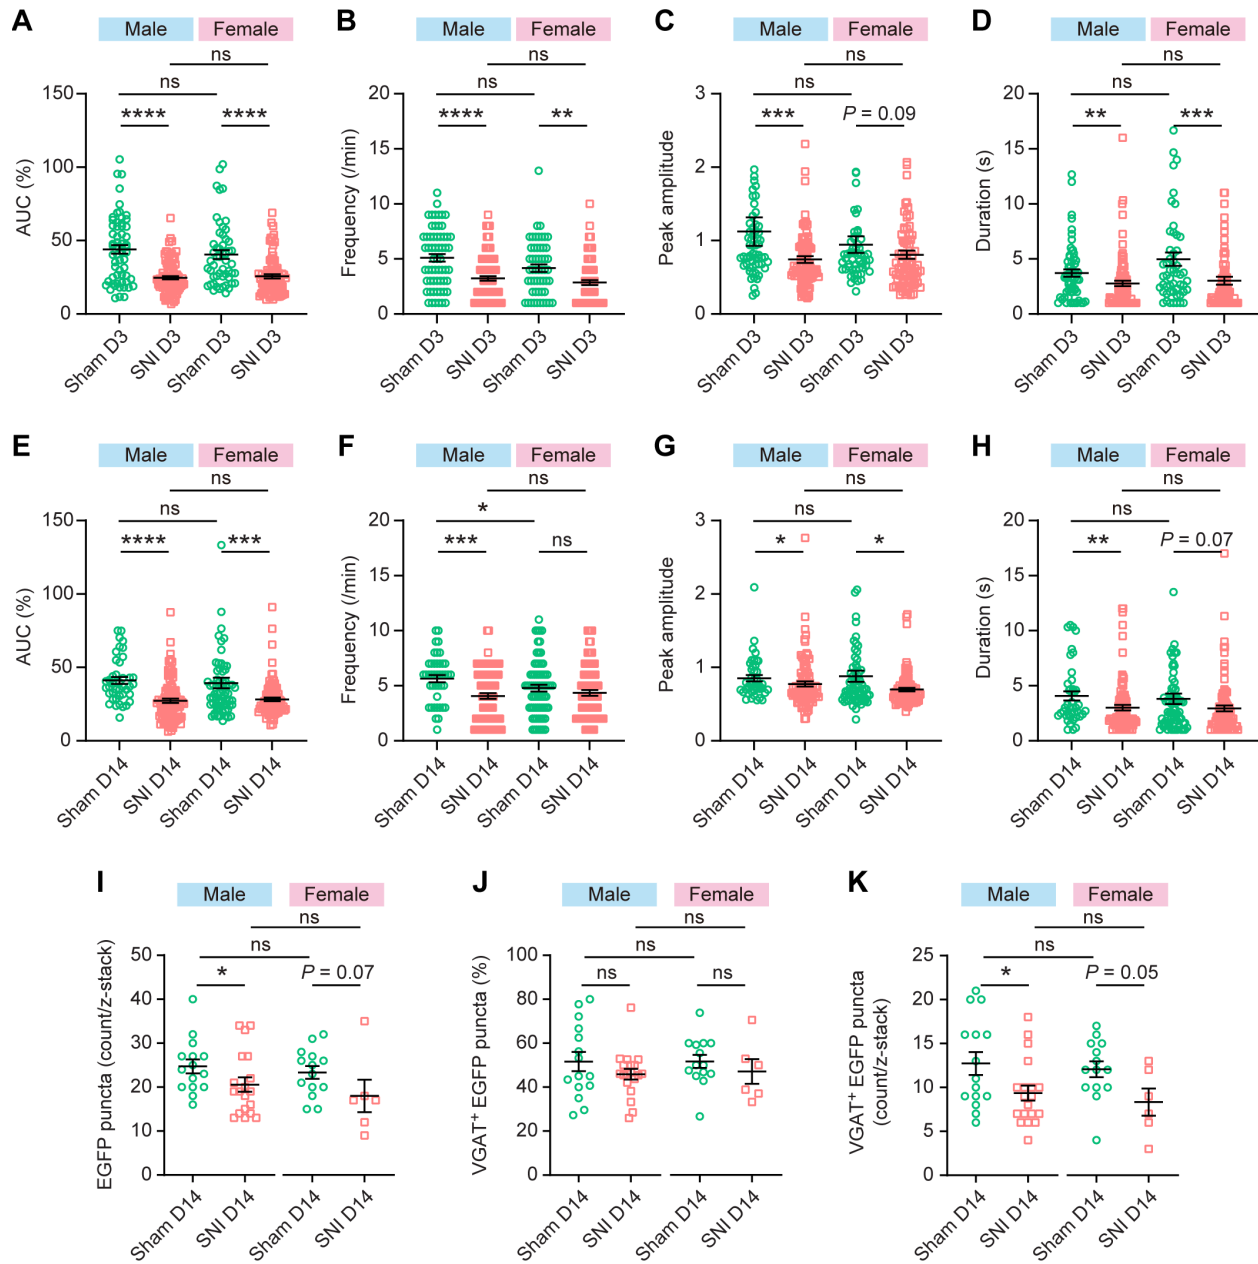 A
Male Female
ns
ns
**** ****
AUC (%)
150
100
50
0
Sham D3 SNI D3 Sham D3 SNI D3
B
Male Female
ns
ns
**** **
Frequency (/min)
20
15
10
5
0
Sham D3 SNI D3 Sham D3 SNI D3
C
Male Female
ns
ns
*** P = 0.09
Peak amplitude
3
2
1
0
Sham D3 SNI D3 Sham D3 SNI D3
D
Male Female
ns
ns
** ***
Duration (s)
20
15
10
5
0
Sham D3 SNI D3 Sham D3 SNI D3
E
Male Female
ns
ns
**** ***
AUC (%)
150
100
50
0
Sham D14 SNI D14 Sham D14 SNI D14
F
Male Female
ns
*
*** ns
Frequency (/min)
20
15
10
5
0
Sham D14 SNI D14 Sham D14 SNI D14
G
Male Female
ns
ns
* *
Peak amplitude
3
2
1
0
Sham D14 SNI D14 Sham D14 SNI D14
H
Male Female
ns
ns
** P = 0.07
Duration (s)
20
15
10
5
0
Sham D14 SNI D14 Sham D14 SNI D14
I
Male Female
ns
ns
* P = 0.07
EGFP puncta (count/z-stack)
50
40
30
20
10
0
Sham D14 SNI D14 Sham D14 SNI D14
J
Male Female
ns
ns
ns ns
VGAT⁺ EGFP puncta (%)
100
80
60
40
20
0
Sham D14 SNI D14 Sham D14 SNI D14
K
Male Female
ns
ns
* P = 0.05
VGAT⁺ EGFP puncta
(count/z-stack)
25
20
15
10
5
0
Sham D14 SNI D14 Sham D14 SNI D14